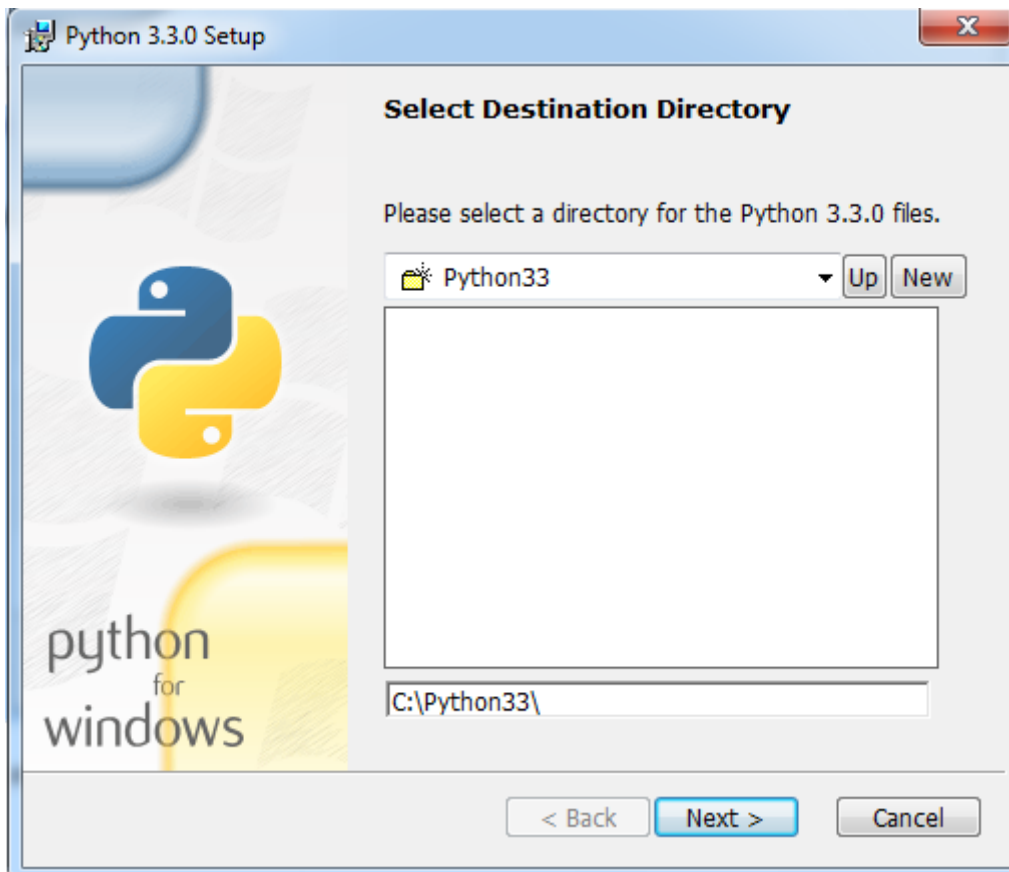 Python 3.3.0 Setup
Select Destination Directory
Please select a directory for the Python 3.3.0 files.
Python33
Up
New
C:\Python33\
python
for
windows
< Back
Next >
Cancel